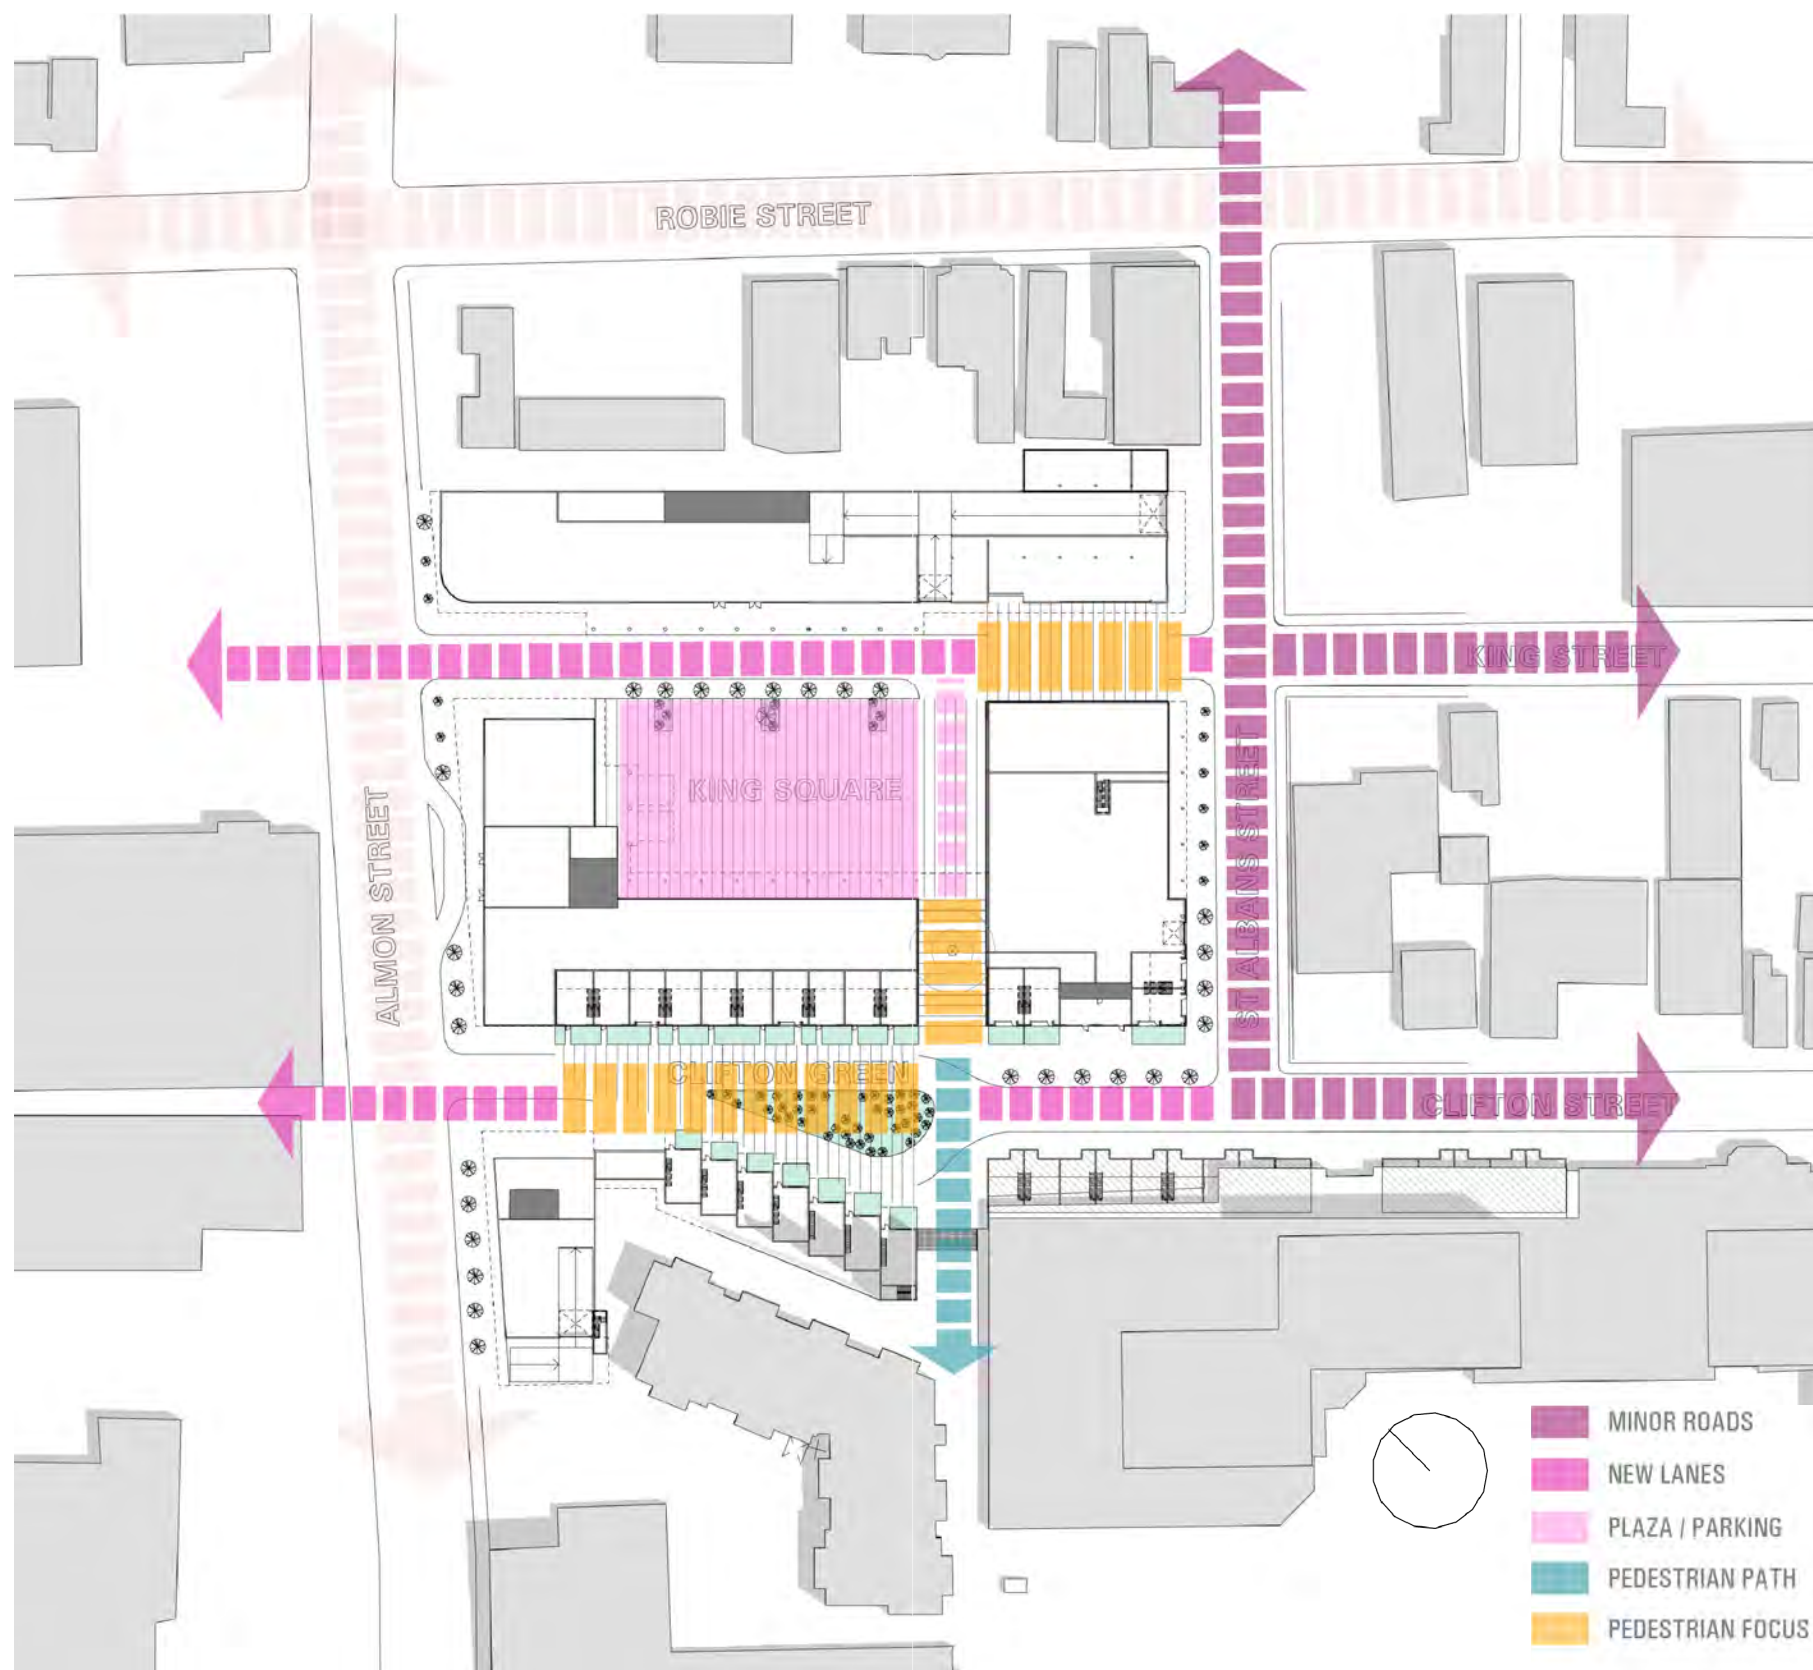 ROBIE STREET
KING STREET
KING SQUARE
ST ALBANS STREET
ALMON STREET
CLIFTON GREEN
CLIFTON STREET
MINOR ROADS
NEW LANES
PLAZA / PARKING
PEDESTRIAN PATH
PEDESTRIAN FOCUS